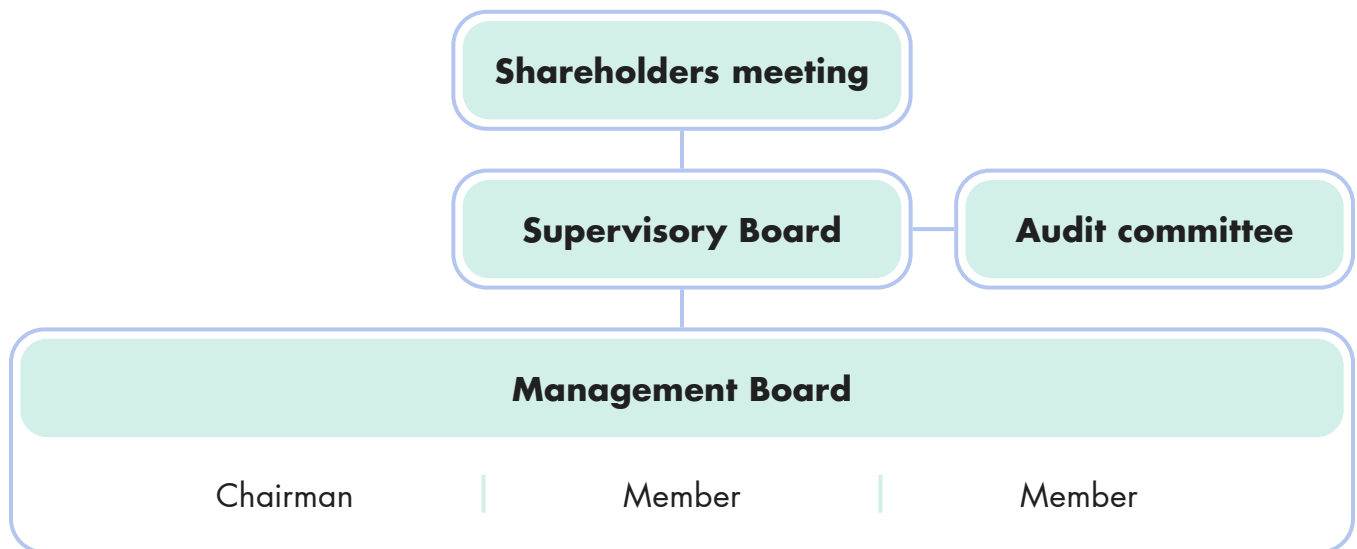 Shareholders meeting
Supervisory Board
Audit committee
Management Board
Chairman
Member
Member